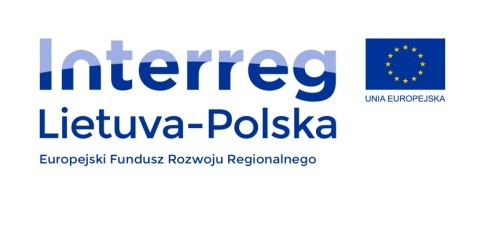 Interreg
Lietuva-Polska
Europejski Fundusz Rozwoju Regionalnego
UNIA EUROPEJSKA